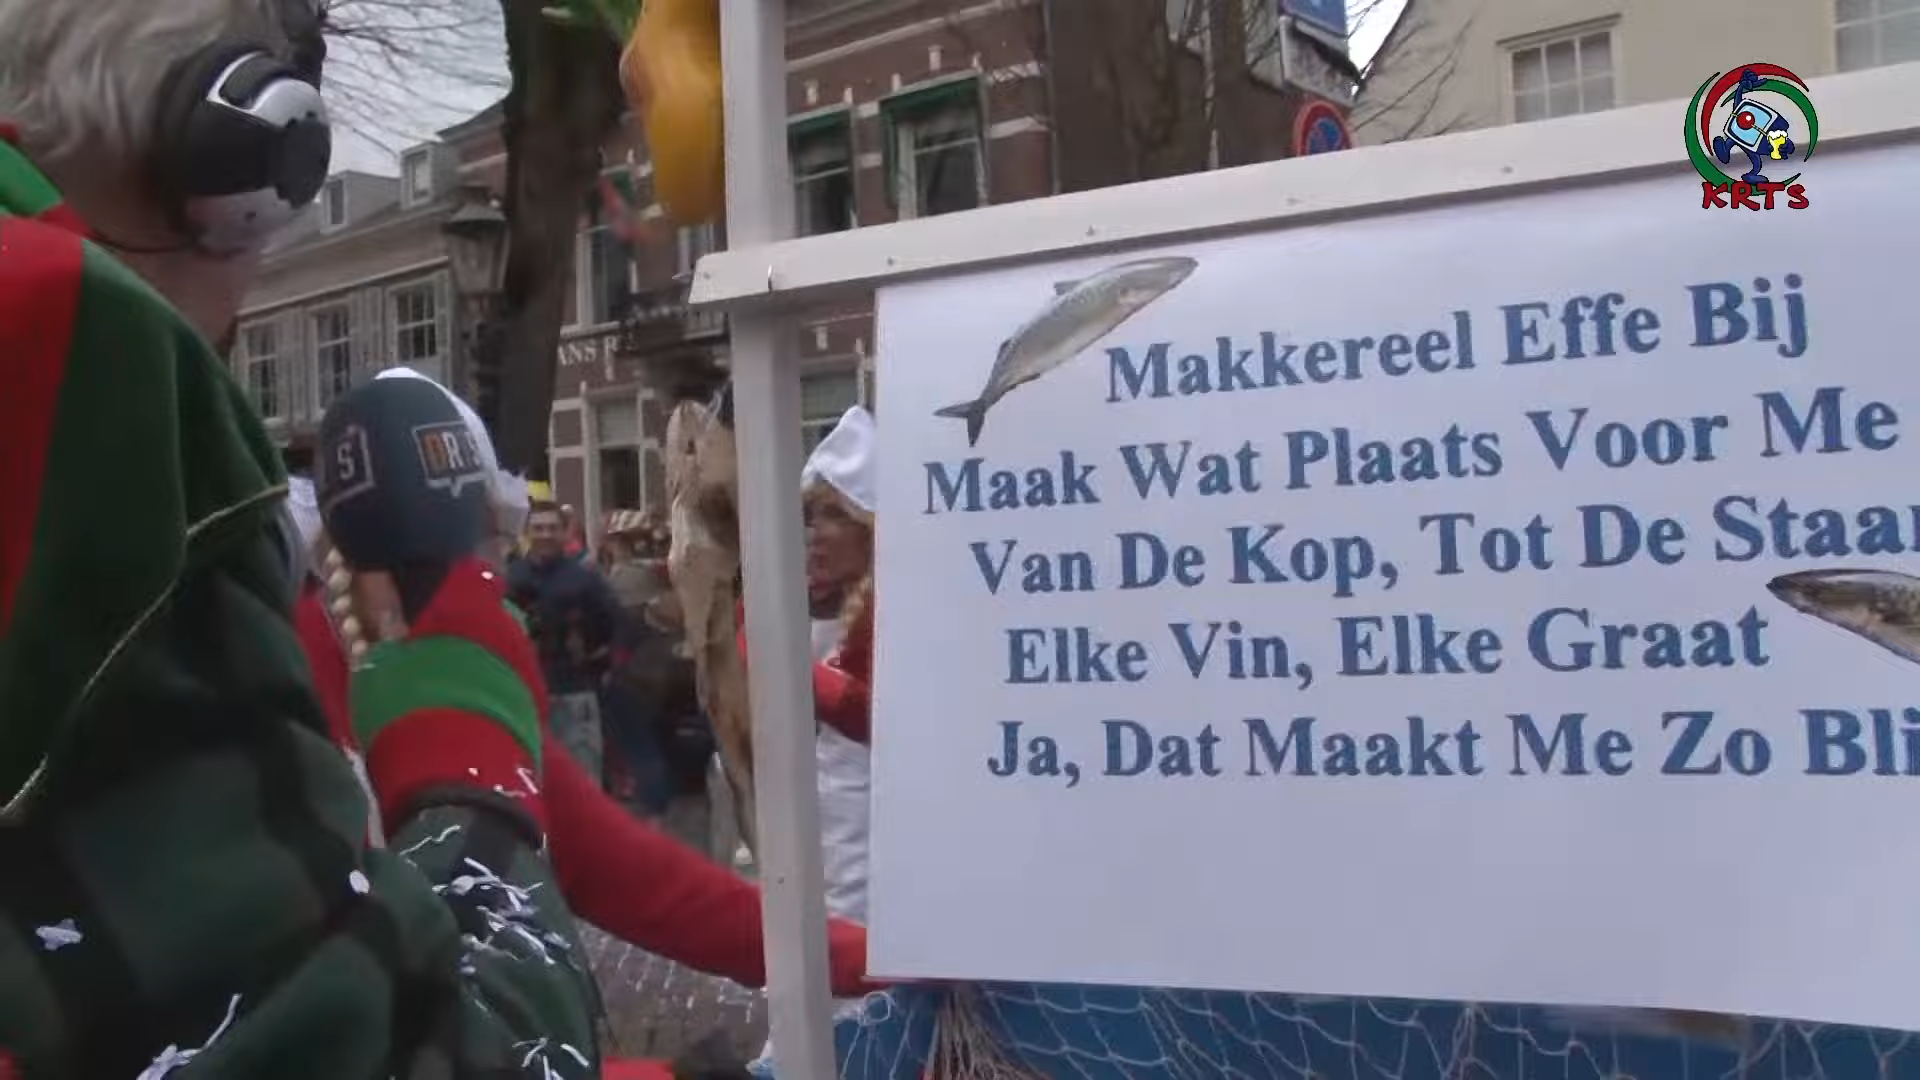 KRTS
Makkereel Effe Bij
Maak Wat Plaats Voor Me
Van De Kop, Tot De
Elke Vin, Elke Graat
Ja, Dat Maakt Me Zo